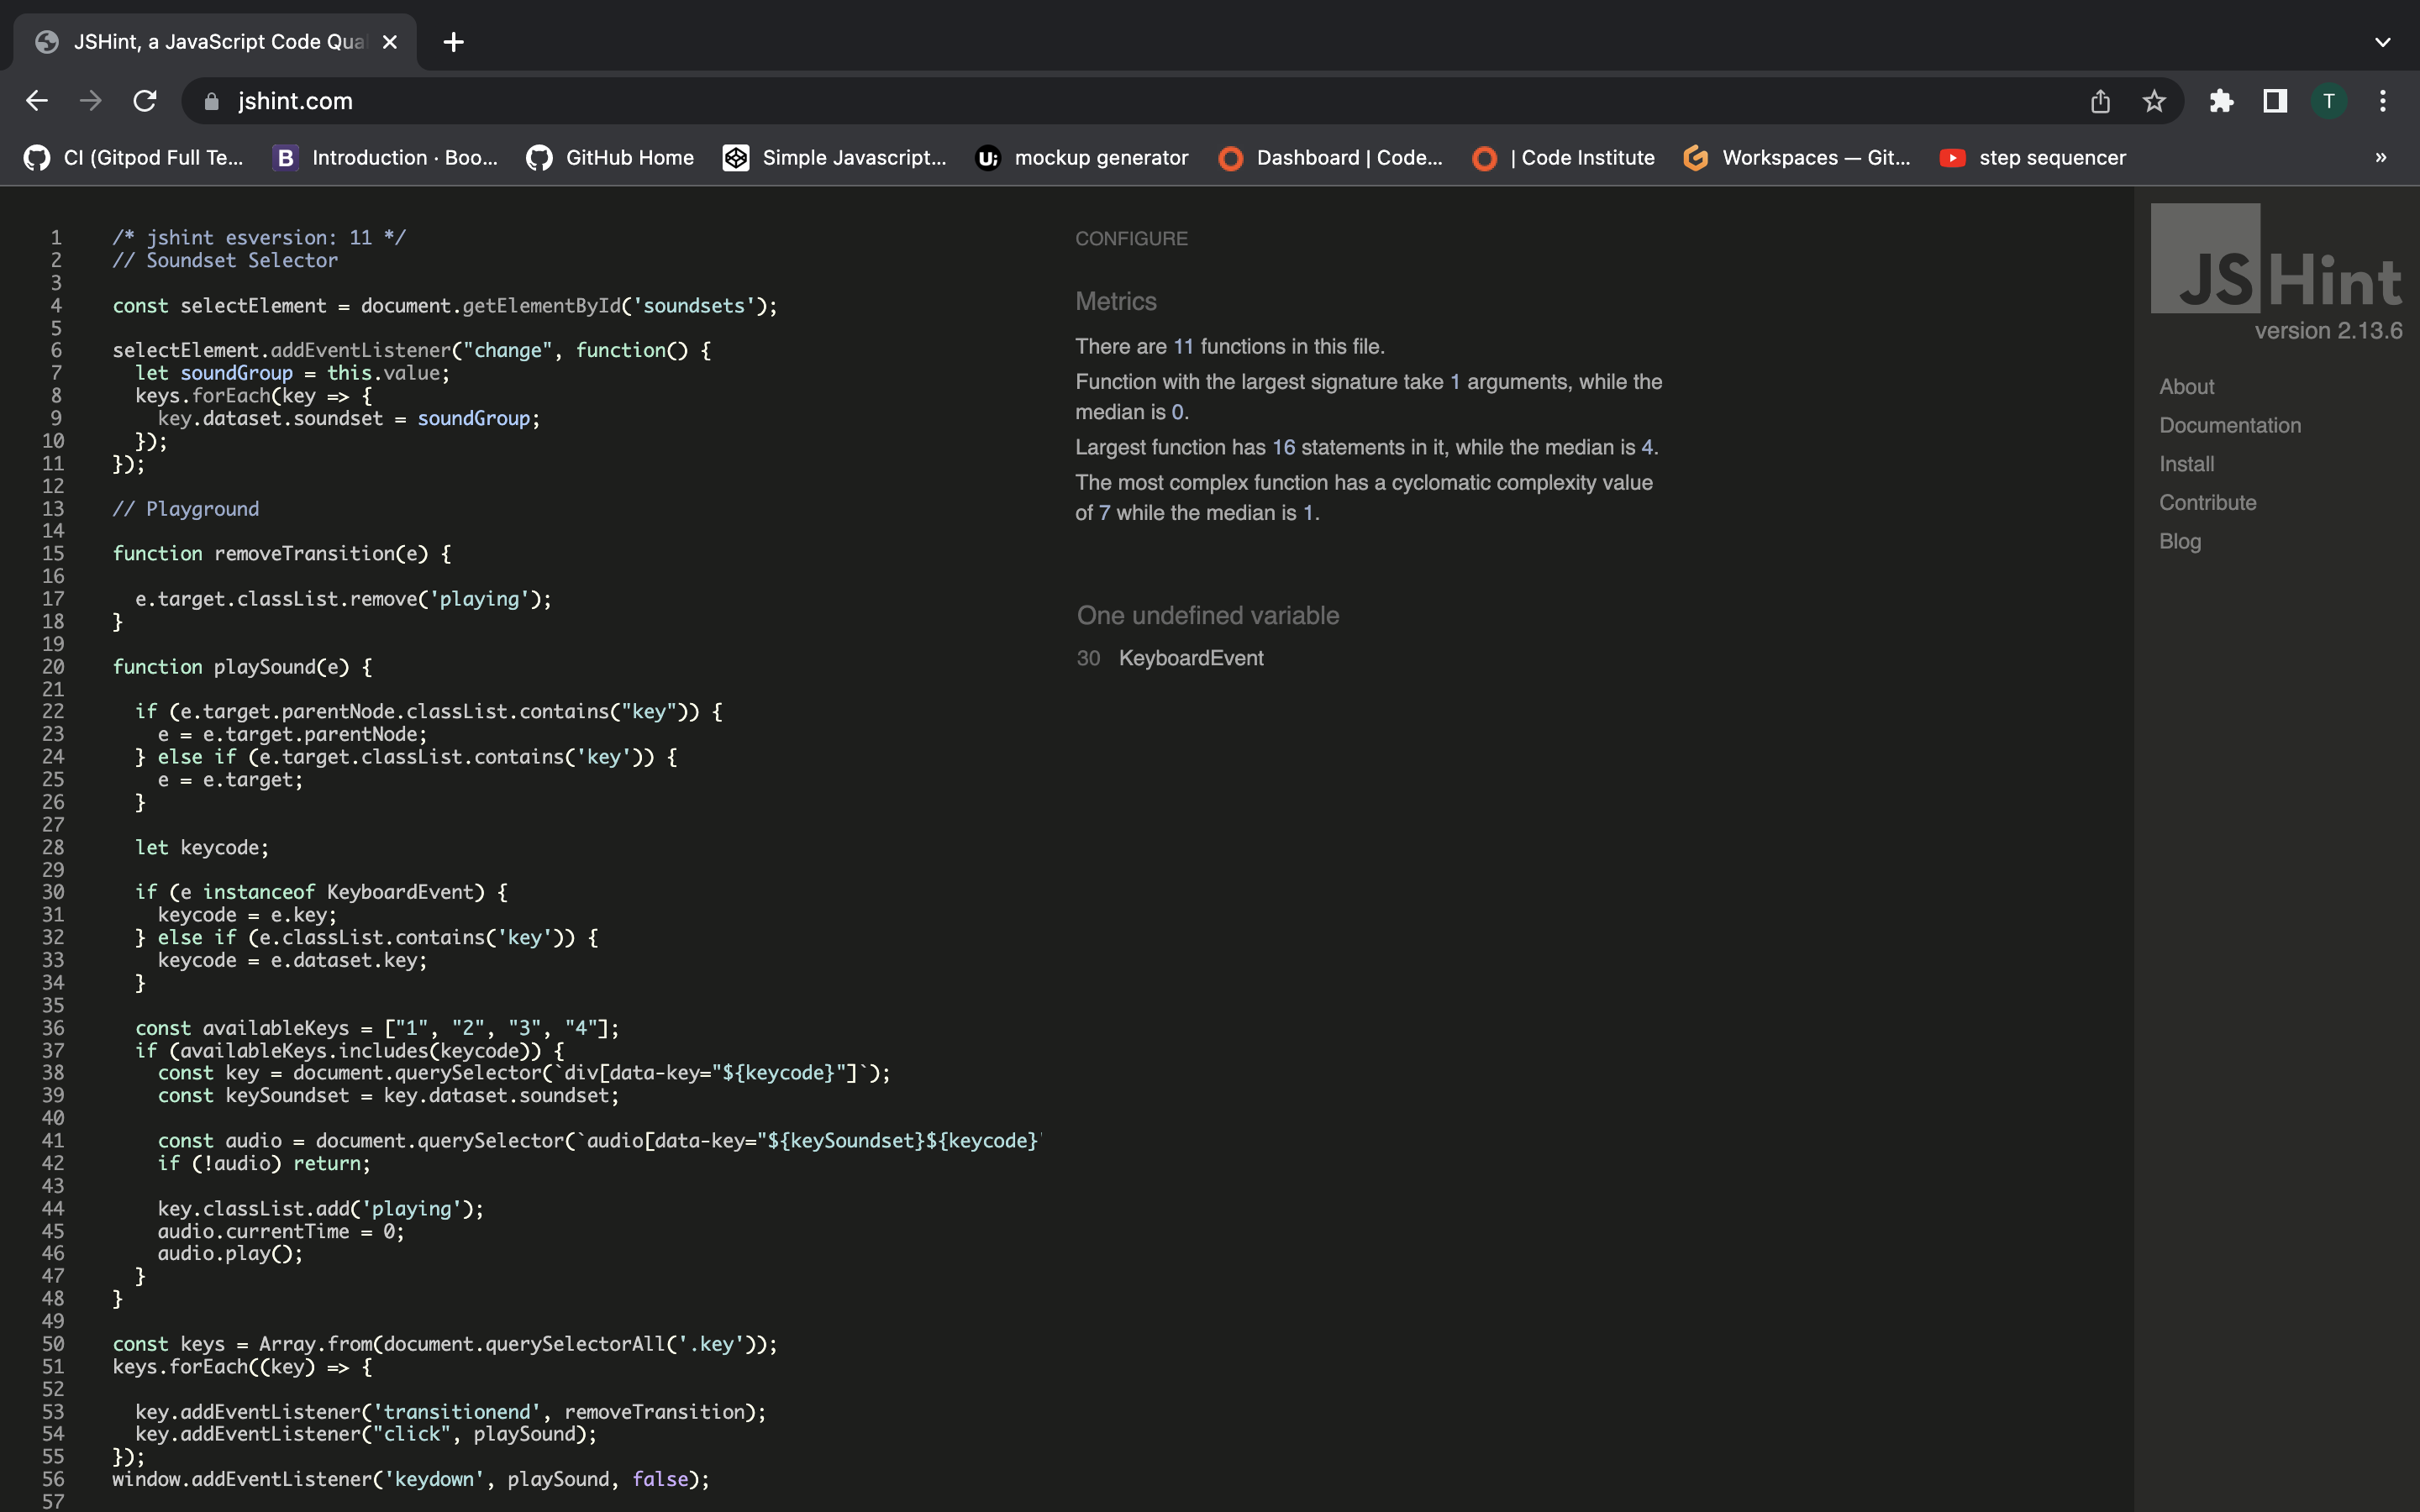 JSHint, a JavaScript Code Qua
jshint.com
T
CI (Gitpod Full Te...
B
Introduction · Boo...
GitHub Home
Simple Javascript...
Ui
mockup generator
Dashboard | Code...
| Code Institute
Workspaces — Git...
step sequencer
»
1 /* jshint esversion: 11 */
2 // Soundset Selector
3
4 const selectElement = document.getElementById('soundsets');
5
6 selectElement.addEventListener("change", function() {
7 let soundGroup = this.value;
8 keys.forEach(key => {
9 key.dataset.soundset = soundGroup;
10 });
11 });
12
13 // Playground
14
15 function removeTransition(e) {
16
17 e.target.classList.remove('playing');
18 }
19
20 function playSound(e) {
21
22 if (e.target.parentNode.classList.contains("key")) {
23 e = e.target.parentNode;
24 } else if (e.target.classList.contains('key')) {
25 e = e.target;
26 }
27
28 let keycode;
29
30 if (e instanceof KeyboardEvent) {
31 keycode = e.key;
32 } else if (e.classList.contains('key')) {
33 keycode = e.dataset.key;
34 }
35
36 const availableKeys = ["1", "2", "3", "4"];
37 if (availableKeys.includes(keycode)) {
38 const key = document.querySelector(`div[data-key="${keycode}"]`);
39 const keySoundset = key.dataset.soundset;
40
41 const audio = document.querySelector(`audio[data-key="${keySoundset}${keycode}
42 if (!audio) return;
43
44 key.classList.add('playing');
45 audio.currentTime = 0;
46 audio.play();
47 }
48 }
49
50 const keys = Array.from(document.querySelectorAll('.key'));
51 keys.forEach((key) => {
52
53 key.addEventListener('transitionend', removeTransition);
54 key.addEventListener("click", playSound);
55 });
56 window.addEventListener('keydown', playSound, false);
57
CONFIGURE
Metrics
There are 11 functions in this file.
Function with the largest signature take 1 arguments, while the
median is 0.
Largest function has 16 statements in it, while the median is 4.
The most complex function has a cyclomatic complexity value
of 7 while the median is 1.
One undefined variable
30 KeyboardEvent
JSHint
version 2.13.6
About
Documentation
Install
Contribute
Blog